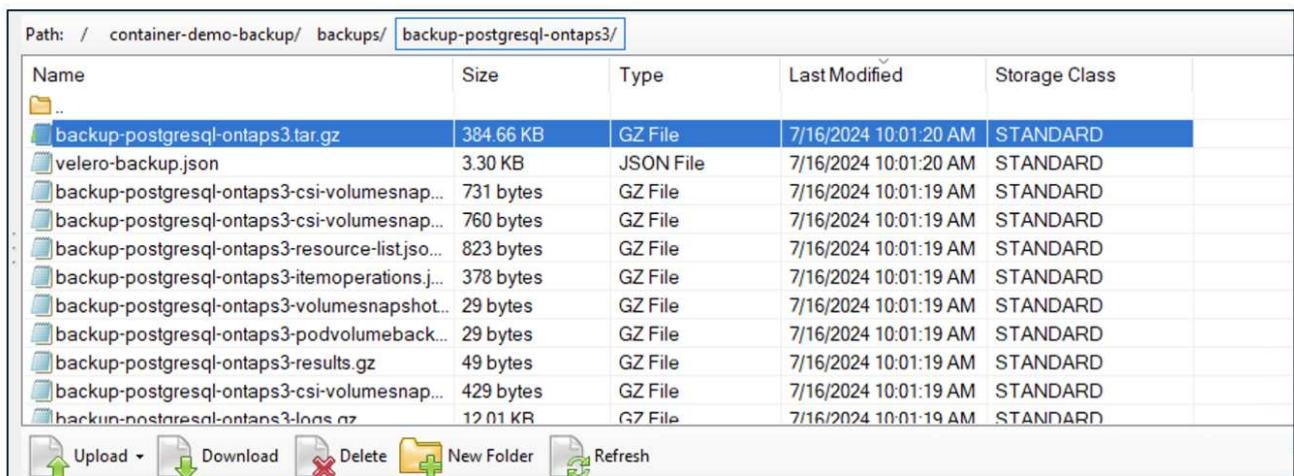 Path: / container-demo-backup/ backups/ backup-postgresql-ontaps3/
Name Size Type Last Modified Storage Class
..
backup-postgresql-ontaps3.tar.gz 384.66 KB GZ File 7/16/2024 10:01:20 AM STANDARD
velero-backup.json 3.30 KB JSON File 7/16/2024 10:01:20 AM STANDARD
backup-postgresql-ontaps3-csi-volumesnap... 731 bytes GZ File 7/16/2024 10:01:19 AM STANDARD
backup-postgresql-ontaps3-csi-volumesnap... 760 bytes GZ File 7/16/2024 10:01:19 AM STANDARD
backup-postgresql-ontaps3-resource-list.jso... 823 bytes GZ File 7/16/2024 10:01:19 AM STANDARD
backup-postgresql-ontaps3-itemoperations.j... 378 bytes GZ File 7/16/2024 10:01:19 AM STANDARD
backup-postgresql-ontaps3-volumesnapshot... 29 bytes GZ File 7/16/2024 10:01:19 AM STANDARD
backup-postgresql-ontaps3-podvolumeback... 29 bytes GZ File 7/16/2024 10:01:19 AM STANDARD
backup-postgresql-ontaps3-results.gz 49 bytes GZ File 7/16/2024 10:01:19 AM STANDARD
backup-postgresql-ontaps3-csi-volumesnap... 429 bytes GZ File 7/16/2024 10:01:19 AM STANDARD
backup-postgresql-ontaps3-logs.gz 12.01 KB GZ File 7/16/2024 10:01:19 AM STANDARD
Upload Download Delete New Folder Refresh